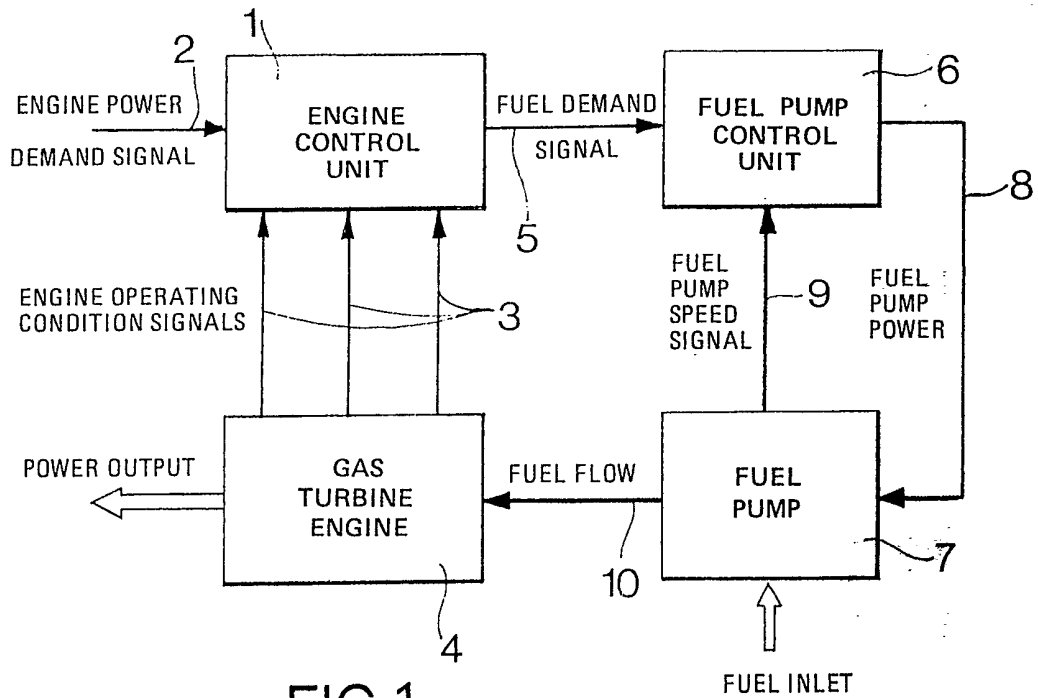 1
2
ENGINE POWER
DEMAND SIGNAL
ENGINE
CONTROL
UNIT
FUEL DEMAND
SIGNAL
5
6
FUEL PUMP
CONTROL
UNIT
8
ENGINE OPERATING
CONDITION SIGNALS
3
FUEL
PUMP
SPEED
SIGNAL
9
FUEL
PUMP
POWER
POWER OUTPUT
GAS
TURBINE
ENGINE
4
FUEL FLOW
10
FUEL
PUMP
7
FUEL INLET
FIG.1